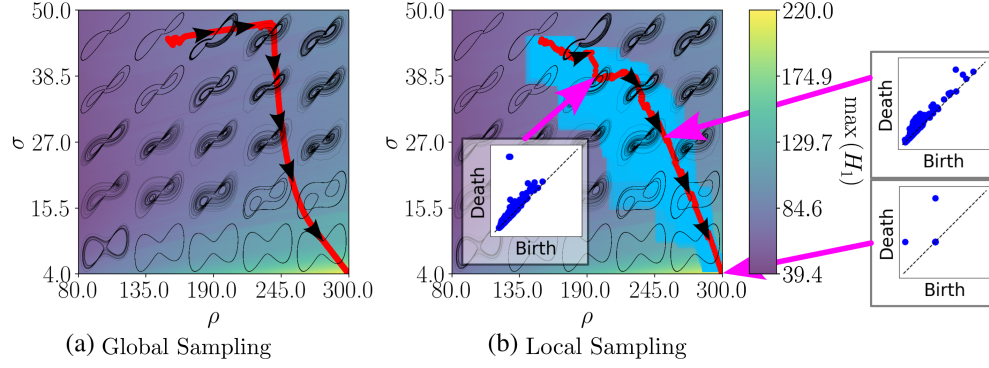 50.0
38.5
27.0
15.5
4.0
σ
80.0 135.0 190.0 245.0 300.0
ρ
(a) Global Sampling
50.0
38.5
27.0
15.5
4.0
σ
80.0 135.0 190.0 245.0 300.0
ρ
(b) Local Sampling
Death
Birth
220.0
174.9
129.7
84.6
39.4
max(H₁)
Death
Birth
Death
Birth